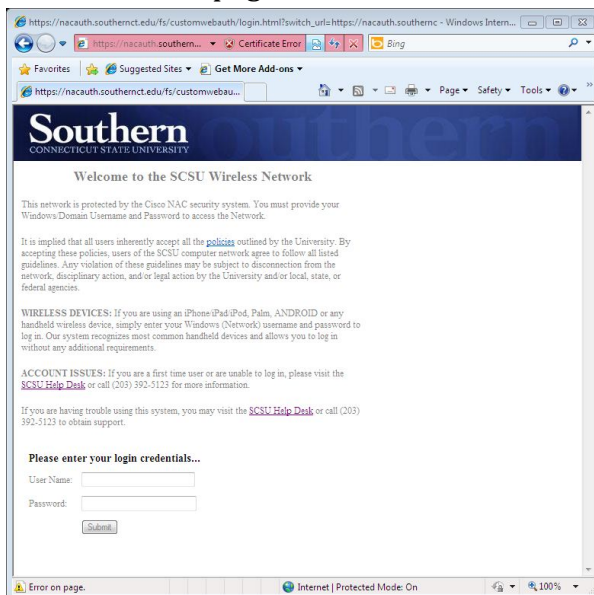 https://nacauth.southernct.edu/fs/customwebauth/login.html?switch_url=https://nacauth.southernc - Windows Intern...
https://nacauth.southern... Certificate Error Bing
Favorites Suggested Sites Get More Add-ons
https://nacauth.southernct.edu/fs/customwebau... Page Safety Tools
Southern
CONNECTICUT STATE UNIVERSITY
Welcome to the SCSU Wireless Network
This network is protected by the Cisco NAC security system. You must provide your
Windows/Domain Username and Password to access the Network.
It is implied that all users inherently accept all the policies outlined by the University. By
accepting these policies, users of the SCSU computer network agree to follow all listed
guidelines. Any violation of these guidelines may be subject to disconnection from the
network, disciplinary action, and/or legal action by the University and/or local, state, or
federal agencies.
WIRELESS DEVICES: If you are using an iPhone/iPad/iPod, Palm, ANDROID or any
handheld wireless device, simply enter your Windows (Network) username and password to
log in. Our system recognizes most common handheld devices and allows you to log in
without any additional requirements.
ACCOUNT ISSUES: If you are a first time user or are unable to log in, please visit the
SCSU Help Desk or call (203) 392-5123 for more information.
If you are having trouble using this system, you may visit the SCSU Help Desk or call (203)
392-5123 to obtain support.
Please enter your login credentials...
User Name:
Password:
Submit
Error on page. Internet | Protected Mode: On 100%